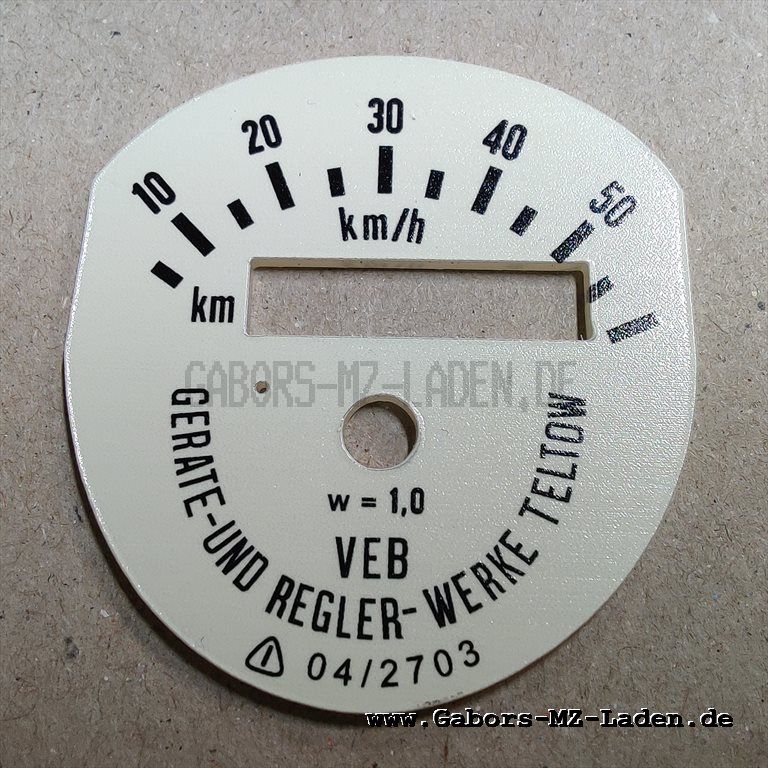 10
20
30
40
50
km/h
km
GABORS-MZ-LADEN.DE
GERATE-UND REGLER-WERKE TELTOW
w = 1,0
VEB
1 04/2703
www.Gabors-MZ-Laden.de